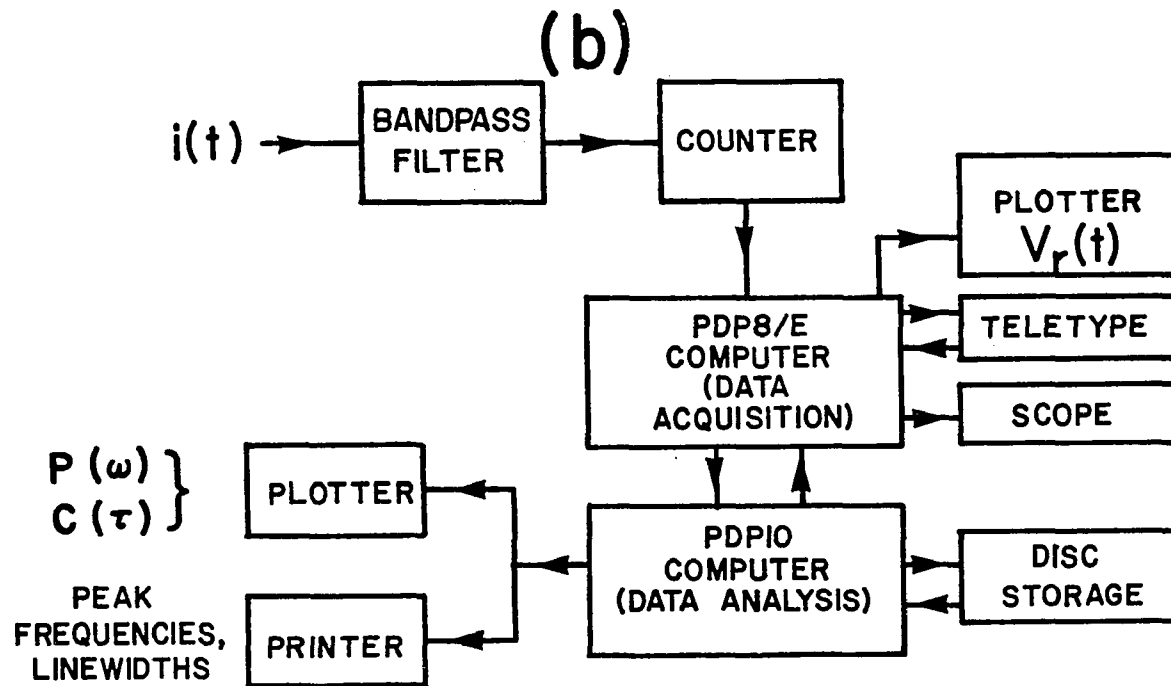 (b)
i(t)
BANDPASS
FILTER
COUNTER
PLOTTER
Vr(t)
PDP8/E
COMPUTER
(DATA
ACQUISITION)
TELETYPE
SCOPE
P(ω)
C(τ)
PLOTTER
PDP10
COMPUTER
(DATA ANALYSIS)
DISC
STORAGE
PEAK
FREQUENCIES,
LINEWIDTHS
PRINTER